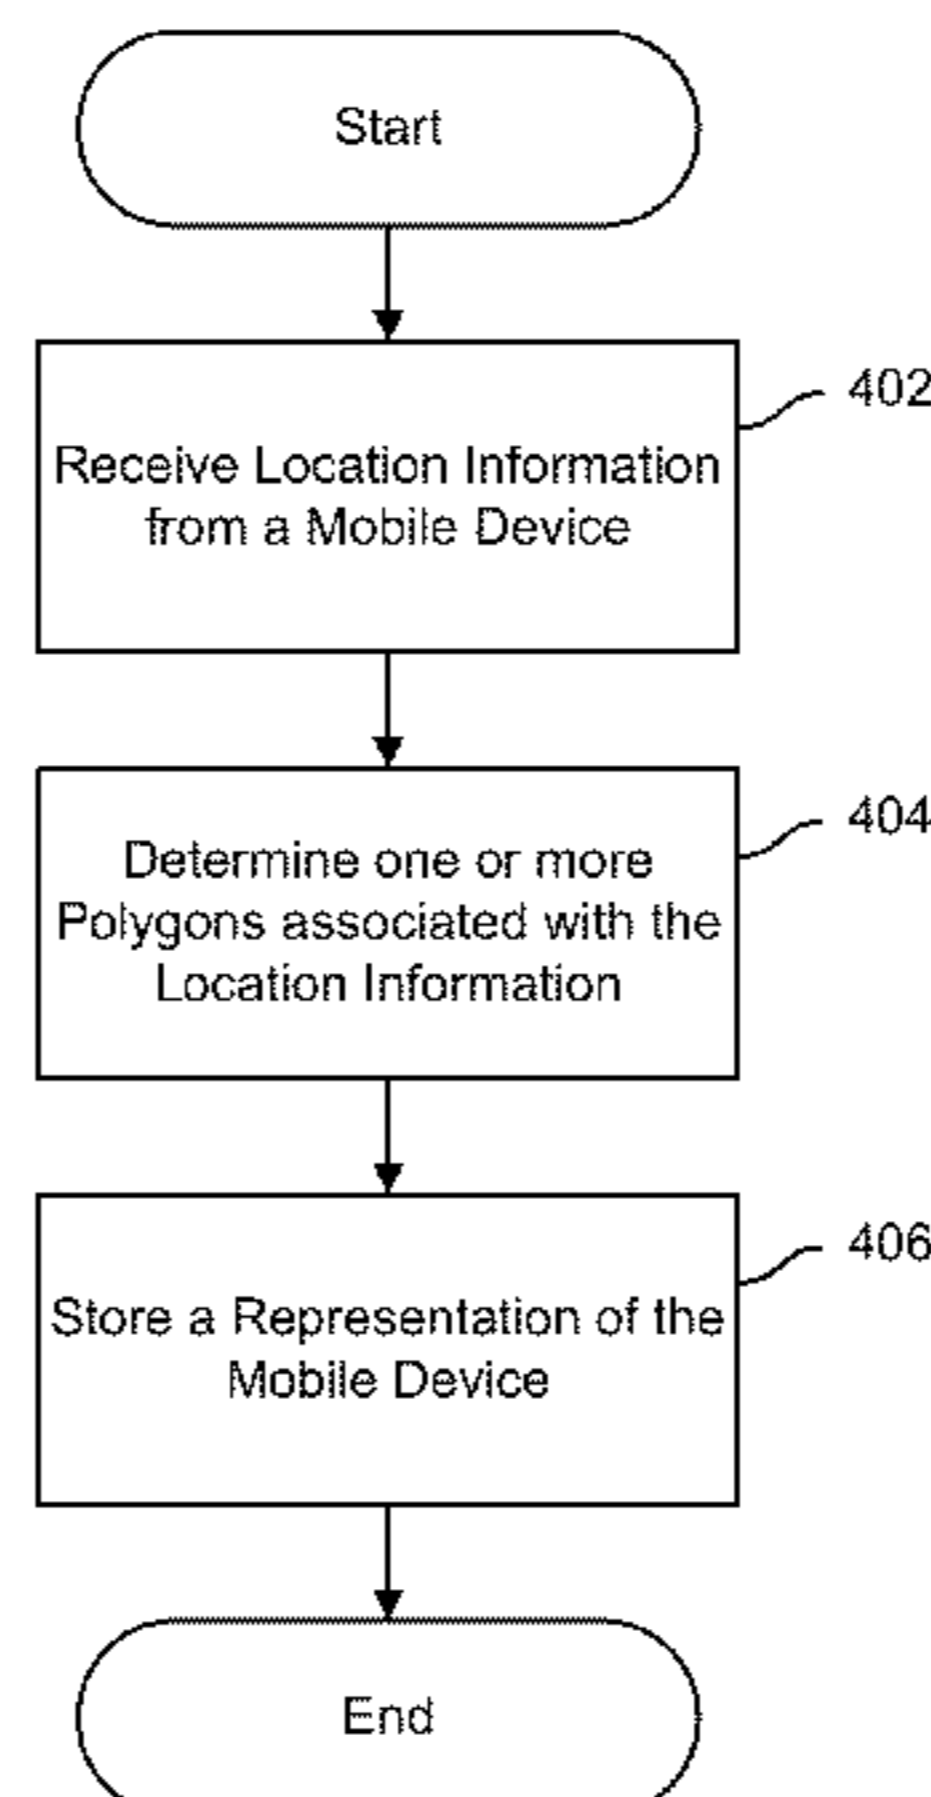 Start
402
Receive Location Information
from a Mobile Device
404
Determine one or more
Polygons associated with the
Location Information
406
Store a Representation of the
Mobile Device
End